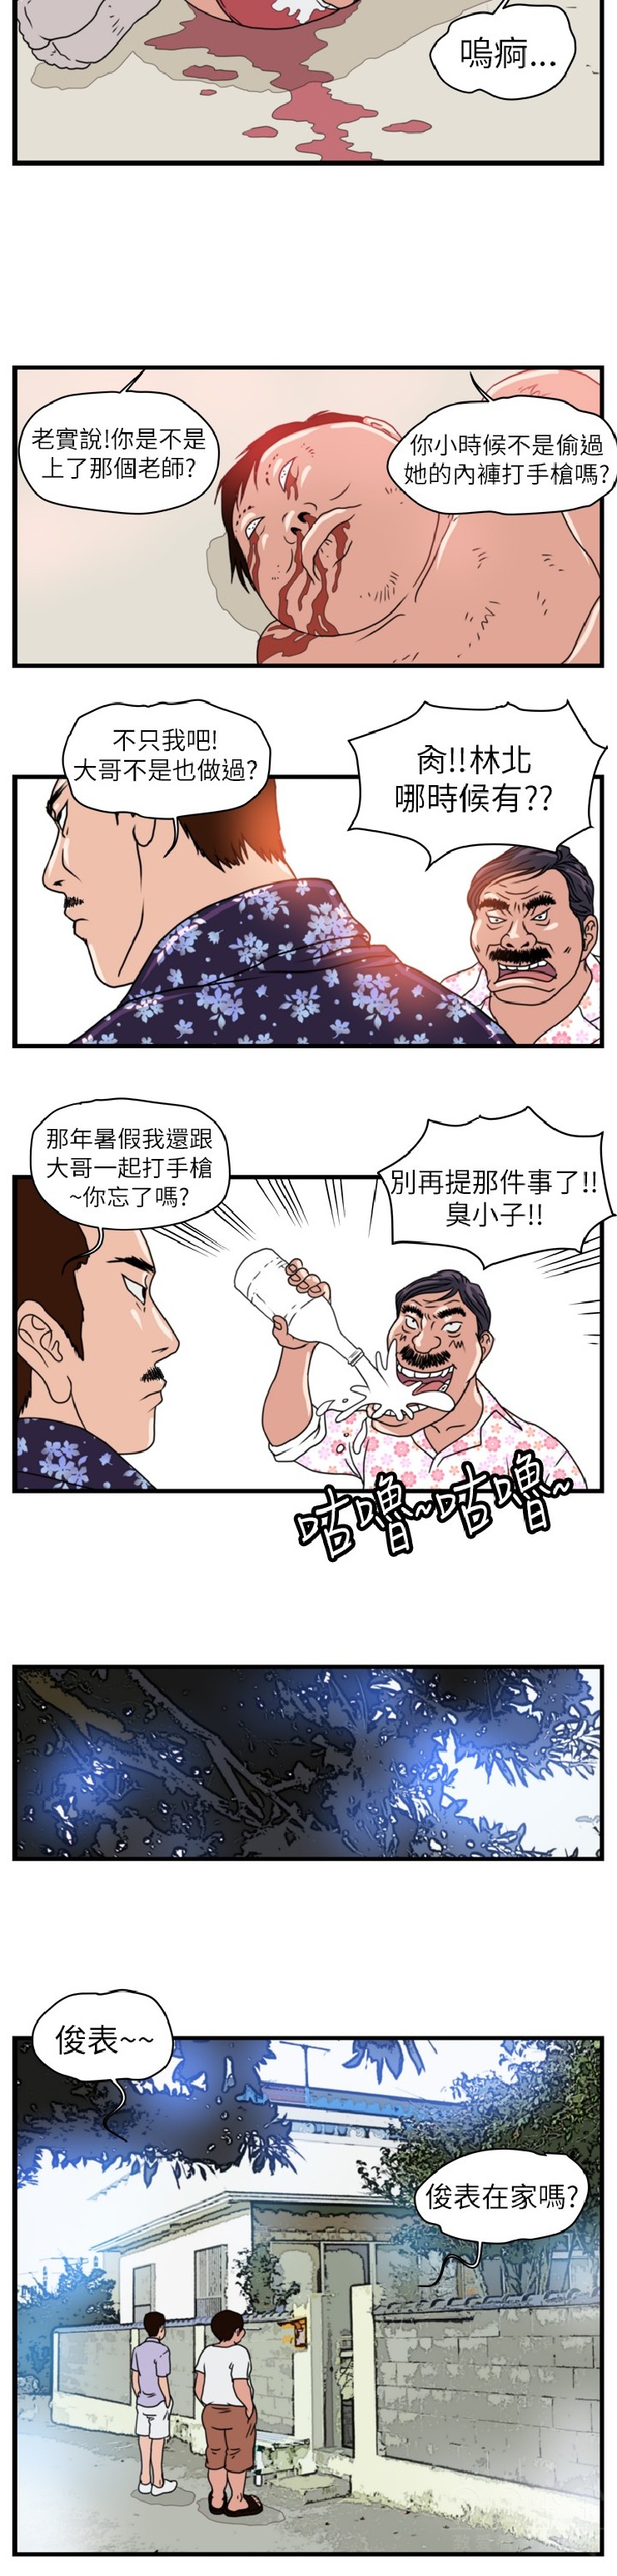 嗚痾...
老實說!你是不是
上了那個老師?
你小時候不是偷過
她的內褲打手槍嗎?
不只我吧!
大哥不是也做過?
肏!!林北
哪時候有??
那年暑假我還跟
大哥一起打手槍
~你忘了嗎?
別再提那件事了!!
臭小子!!
咕嚕~咕嚕~
俊表~~
俊表在家嗎?